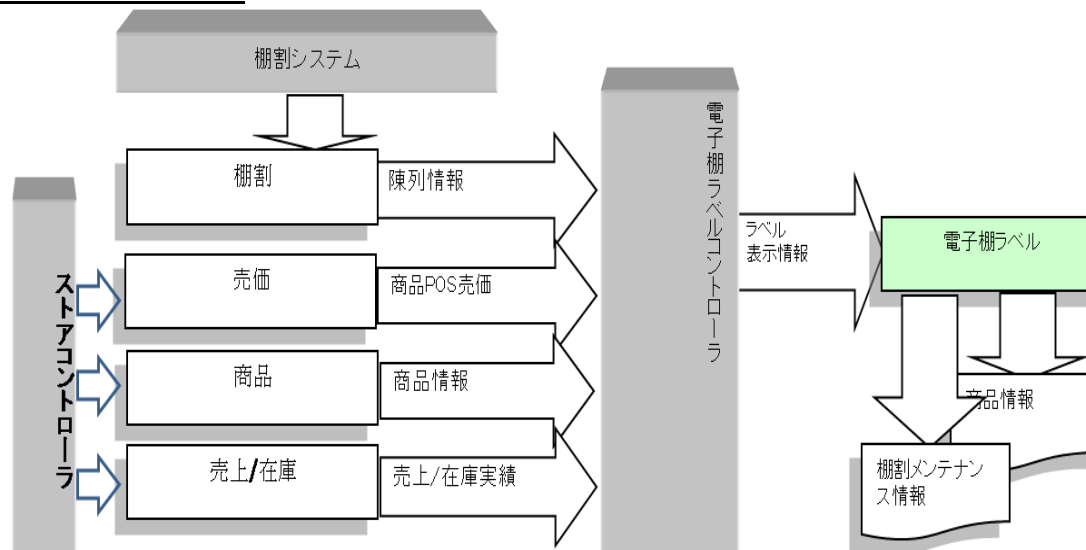 棚割システム
棚割
陳列情報
ストアコントローラ
売価
商品POS売価
商品
商品情報
売上/在庫
売上/在庫実績
電子棚ラベルコントローラ
ラベル
表示情報
電子棚ラベル
商品情報
棚割メンテナン
ス情報